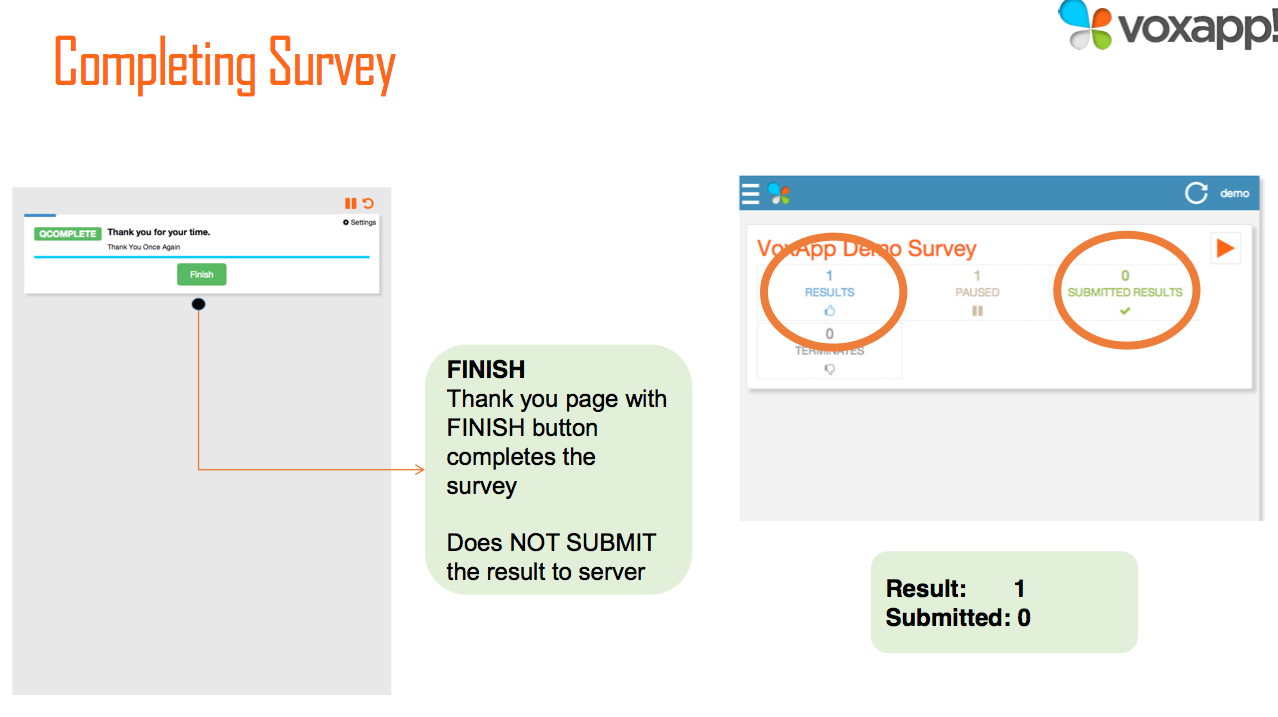 voxapp!
Completing Survey
Settings
QCOMPLETE Thank you for your time.
Thank You Once Again
Finish
FINISH
Thank you page with
FINISH button
completes the
survey
Does NOT SUBMIT
the result to server
demo
VoxApp Demo Survey
1
RESULTS
1
PAUSED
0
SUBMITTED RESULTS
0
TERMINATES
Result: 1
Submitted: 0